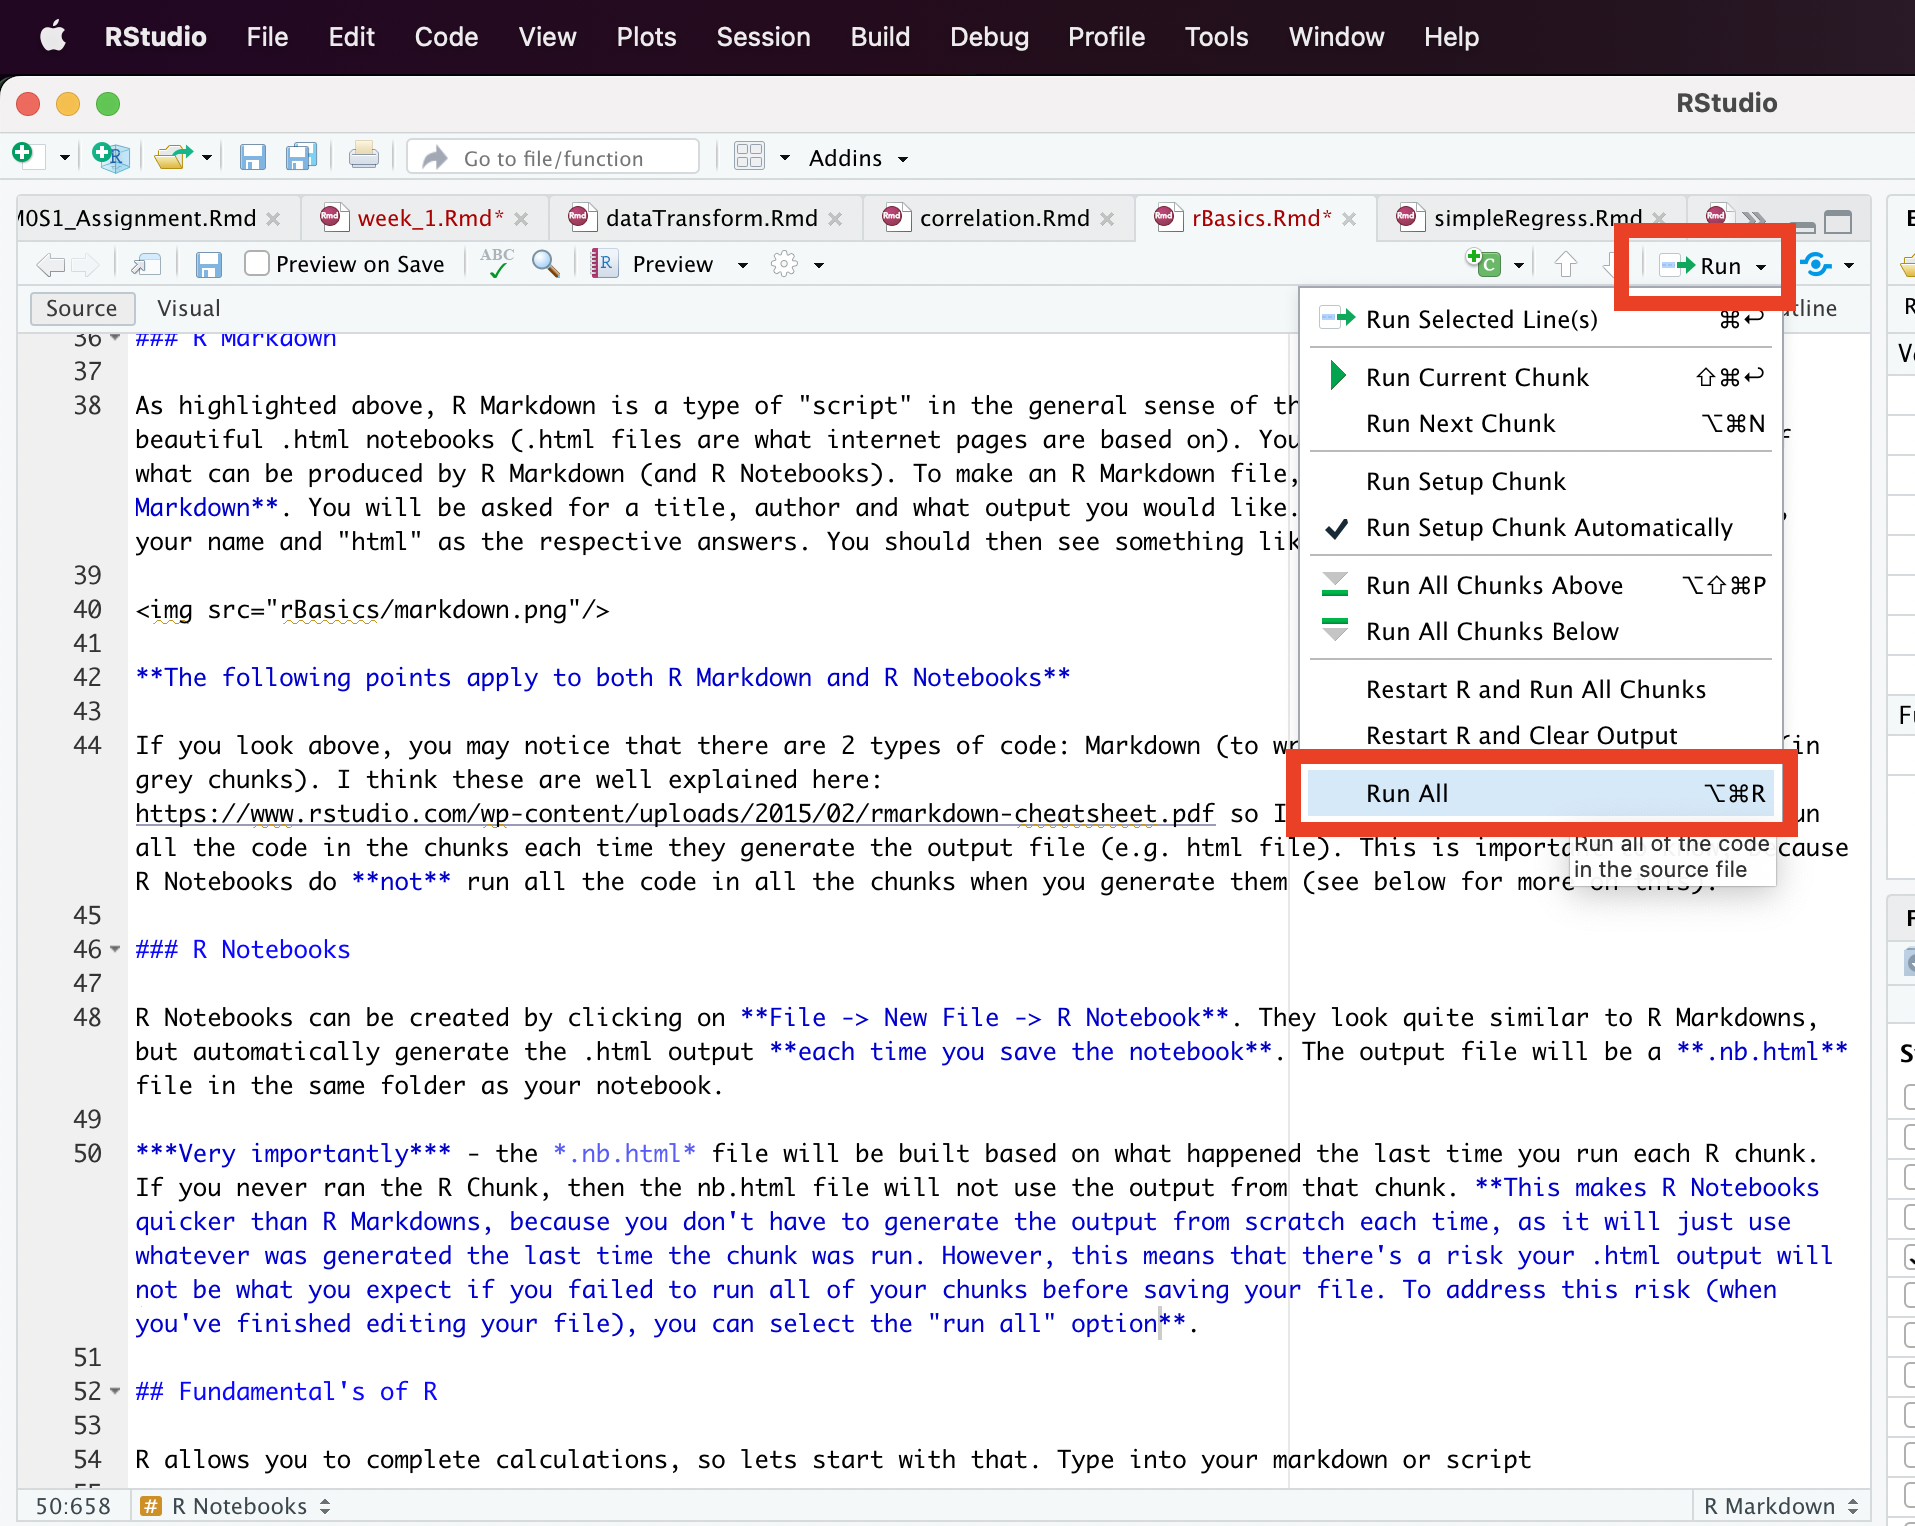 RStudio File Edit Code View Plots Session Build Debug Profile Tools Window Help
RStudio
Go to file/function
Addins
M0S1_Assignment.Rmd
week_1.Rmd*
dataTransform.Rmd
correlation.Rmd
rBasics.Rmd*
simpleRegress.Rmd
Preview on Save
ABC
Preview
Run
Source
Visual
tline
Run Selected Line(s) ⌘↩
Run Current Chunk ⇧⌘↩
Run Next Chunk ⌥⌘N
Run Setup Chunk
Run Setup Chunk Automatically
Run All Chunks Above ⌥⇧⌘P
Run All Chunks Below
Restart R and Run All Chunks
Restart R and Clear Output
Run All ⌥⌘R
Run all of the code
in the source file
36 ### R Markdown
37
38 As highlighted above, R Markdown is a type of "script" in the general sense of th
beautiful .html notebooks (.html files are what internet pages are based on). You
what can be produced by R Markdown (and R Notebooks). To make an R Markdown file,
Markdown**. You will be asked for a title, author and what output you would like.
your name and "html" as the respective answers. You should then see something lik
39
40 <img src="rBasics/markdown.png"/>
41
42 **The following points apply to both R Markdown and R Notebooks**
43
44 If you look above, you may notice that there are 2 types of code: Markdown (to wr (in
grey chunks). I think these are well explained here:
https://www.rstudio.com/wp-content/uploads/2015/02/rmarkdown-cheatsheet.pdf so I un
all the code in the chunks each time they generate the output file (e.g. html file). This is importa cause
R Notebooks do **not** run all the code in all the chunks when you generate them (see below for more on this).
45
46 ### R Notebooks
47
48 R Notebooks can be created by clicking on **File -> New File -> R Notebook**. They look quite similar to R Markdowns,
but automatically generate the .html output **each time you save the notebook**. The output file will be a **.nb.html**
file in the same folder as your notebook.
49
50 ***Very importantly*** - the *.nb.html* file will be built based on what happened the last time you run each R chunk.
If you never ran the R Chunk, then the nb.html file will not use the output from that chunk. **This makes R Notebooks
quicker than R Markdowns, because you don't have to generate the output from scratch each time, as it will just use
whatever was generated the last time the chunk was run. However, this means that there's a risk your .html output will
not be what you expect if you failed to run all of your chunks before saving your file. To address this risk (when
you've finished editing your file), you can select the "run all" option**.
51
52 ## Fundamental's of R
53
54 R allows you to complete calculations, so lets start with that. Type into your markdown or script
50:658 # R Notebooks
R Markdown